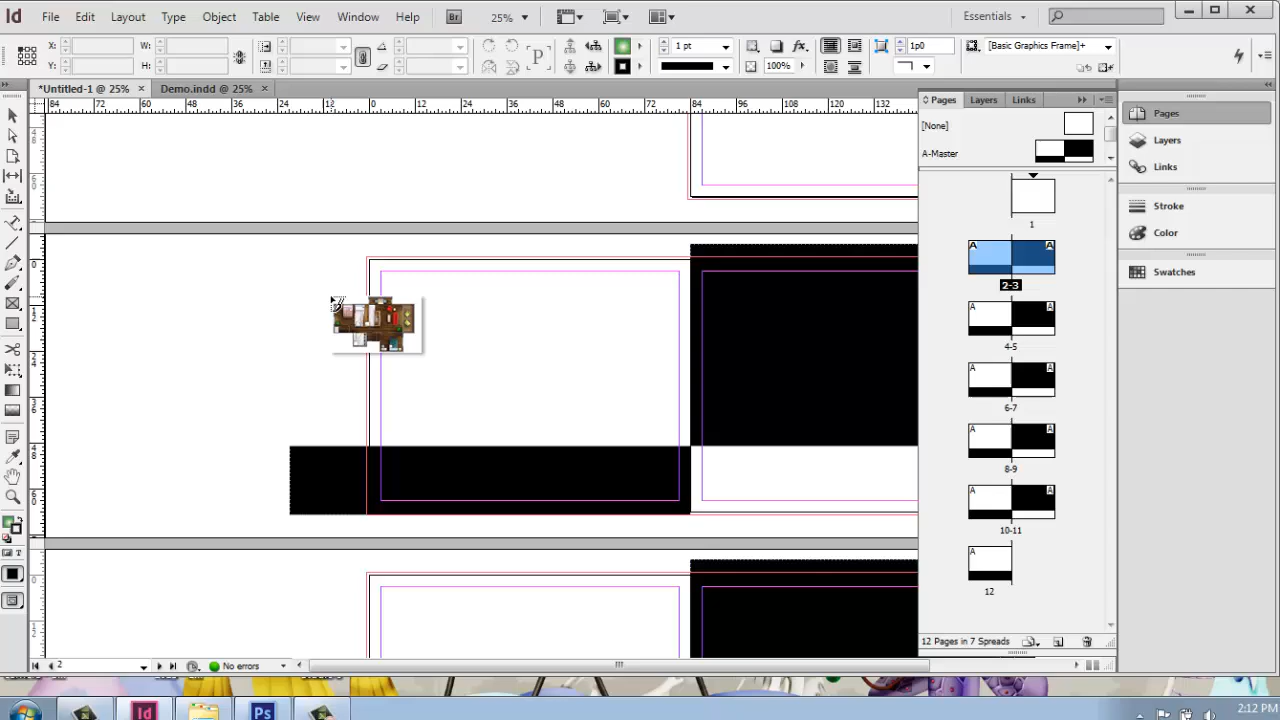 Id File Edit Layout Type Object Table View Window Help Br 25% Essentials
X: W: 1 pt 1p0 [Basic Graphics Frame]+
Y: H: P 100% fx.
*Untitled-1 @ 25% × Demo.indd @ 25% ×
84 72 60 48 36 24 12 0 12 24 36 48 60 72 84 96 108 120 132
Pages Layers Links
[None]
A-Master
1
A A
2-3
A A
4-5
A A
6-7
A A
8-9
A A
10-11
A
12
12 Pages in 7 Spreads
Pages
Layers
Links
Stroke
Color
Swatches
2 No errors
Id Ps 2:12 PM